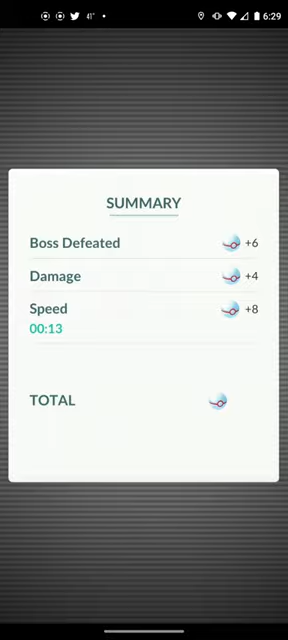 41° 6:29
SUMMARY
Boss Defeated +6
Damage +4
Speed +8
00:13
TOTAL